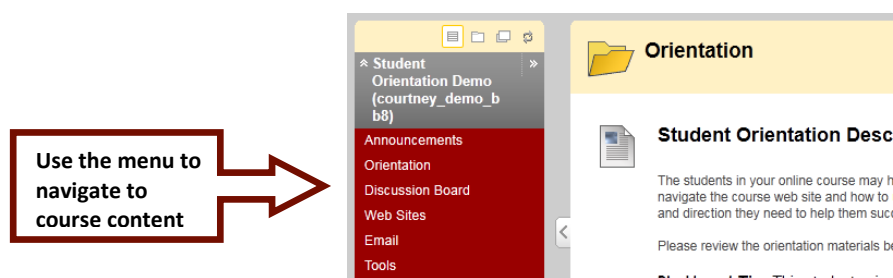 Use the menu to
navigate to
course content
Student
Orientation Demo
(courtney_demo_b
b8)
Announcements
Orientation
Discussion Board
Web Sites
Email
Tools
Orientation
Student Orientation Desc
The students in your online course may h
navigate the course web site and how to
and direction they need to help them suc
Please review the orientation materials be